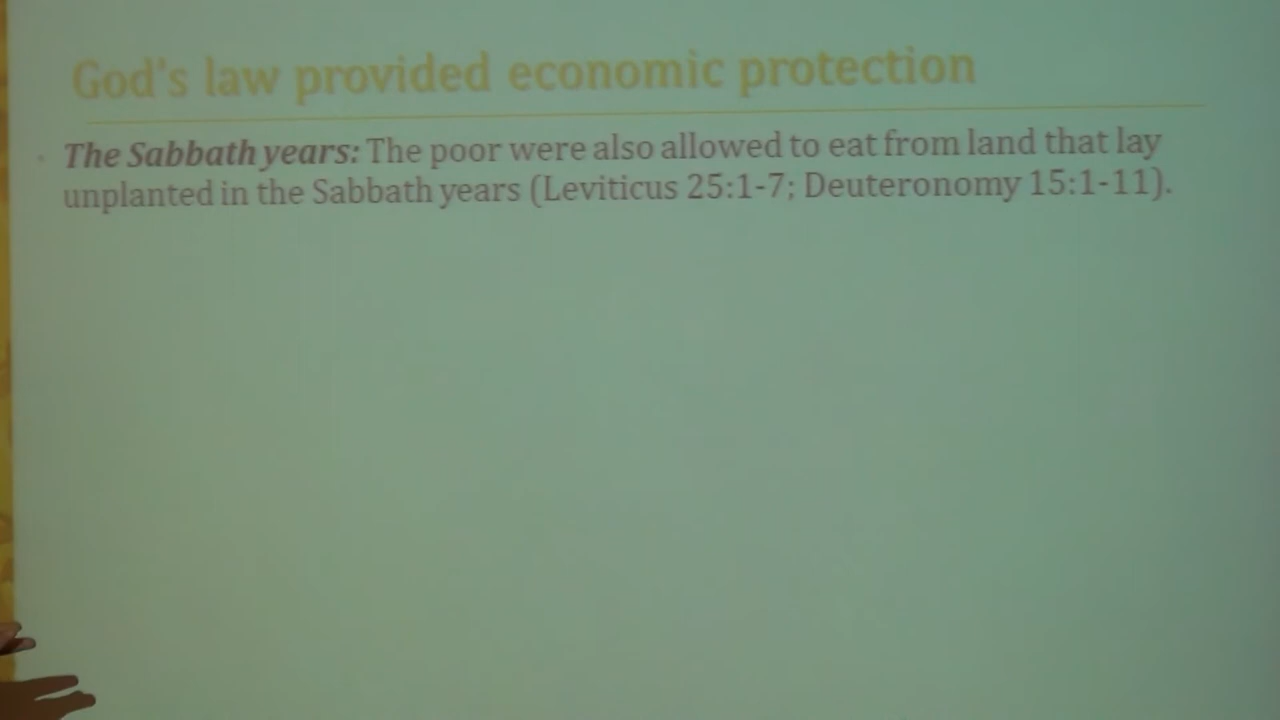 God's law provided economic protection
The Sabbath years: The poor were also allowed to eat from land that lay
unplanted in the Sabbath years (Leviticus 25:1-7; Deuteronomy 15:1-11).